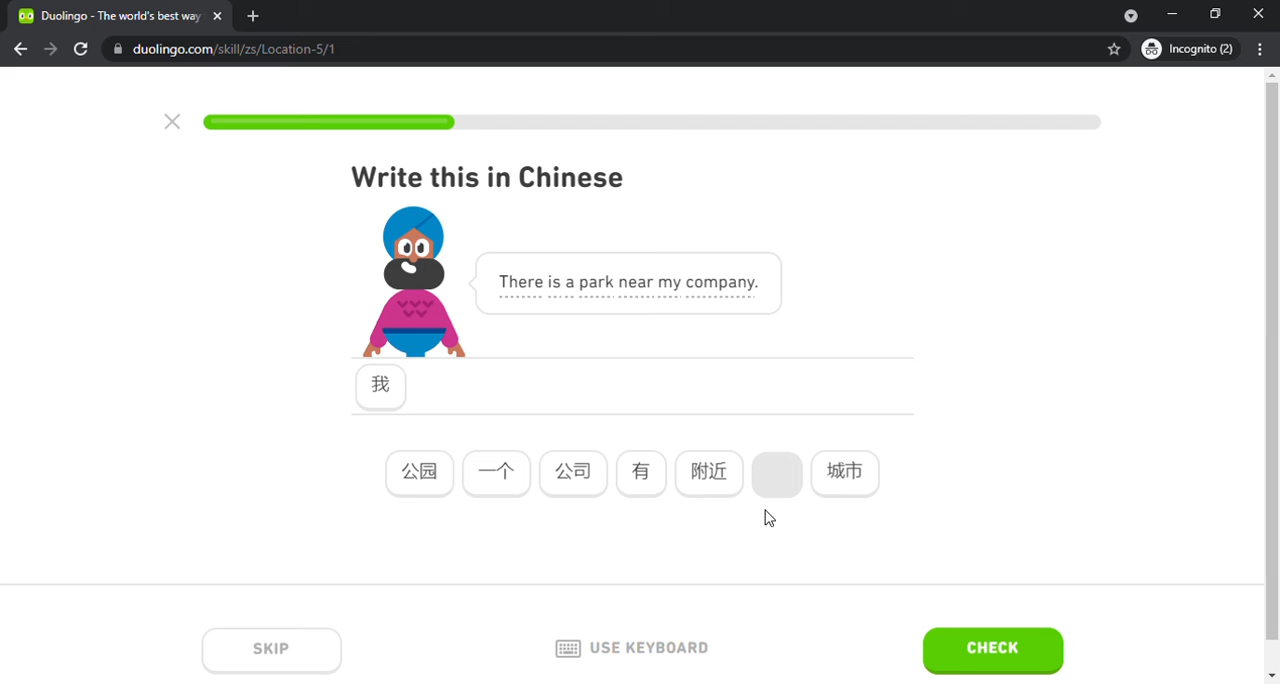 Duolingo - The world's best way
duolingo.com/skill/zs/Location-5/1
Incognito (2)
Write this in Chinese
There is a park near my company.
我
公园 一个 公司 有 附近 城市
SKIP
USE KEYBOARD
CHECK